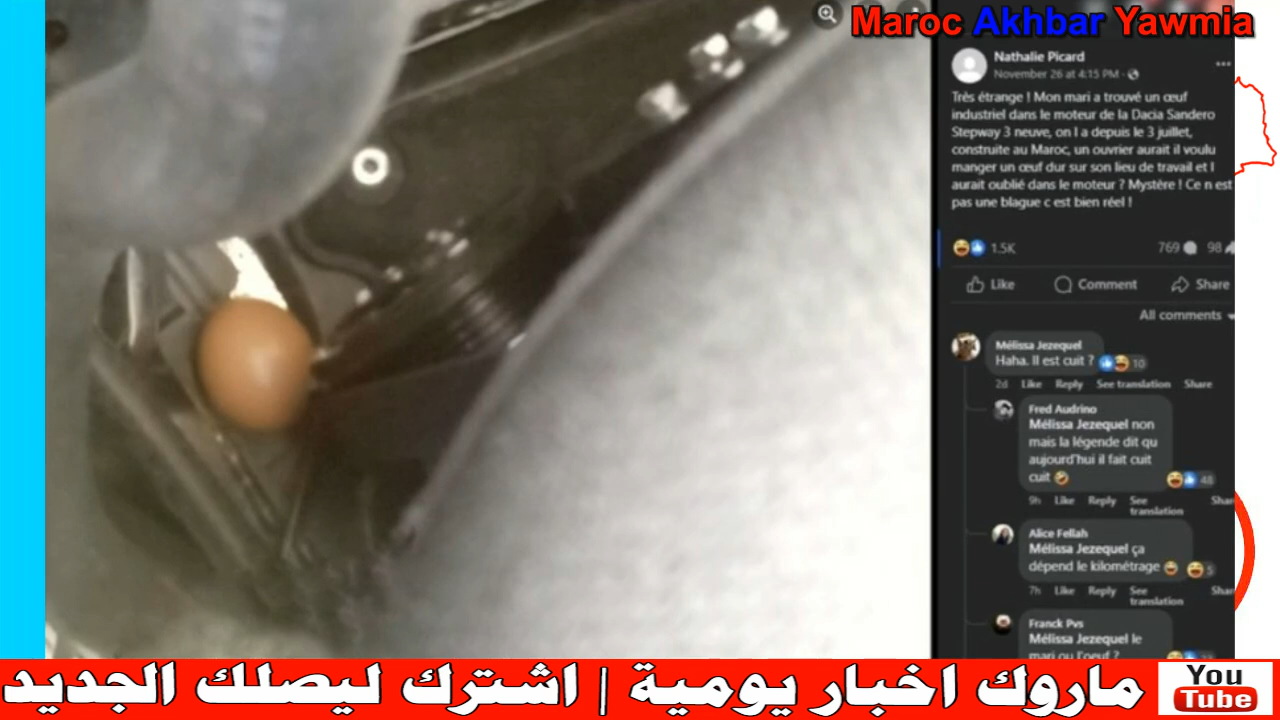 Maroc Akhbar Yawmia
Nathalie Picard
November 26 at 4:15 PM ·
Très étrange ! Mon mari a trouvé un œuf
industriel dans le moteur de la Dacia Sandero
Stepway 3 neuve, on l a depuis le 3 juillet,
construite au Maroc, un ouvrier aurait il voulu
manger un œuf dur sur son lieu de travail et l
aurait oublié dans le moteur ? Mystère ! Ce n est
pas une blague c est bien réel !
1.5K 769 98
Like Comment Share
All comments
Mélissa Jezequel
Haha. Il est cuit ? 10
2d Like Reply See translation Share
Fred Audrino
Mélissa Jezequel non
mais la légende dit qu
aujourd'hui il fait cuit
cuit 🤣 48
9h Like Reply See translation Shar
Alice Fellah
Mélissa Jezequel ça
dépend le kilométrage 😄 5
7h Like Reply See translation Shar
Franck Pvs
Mélissa Jezequel le
mari ou l'oeuf ?
ماروك اخبار يومية | اشترك ليصلك الجديد
You
Tube